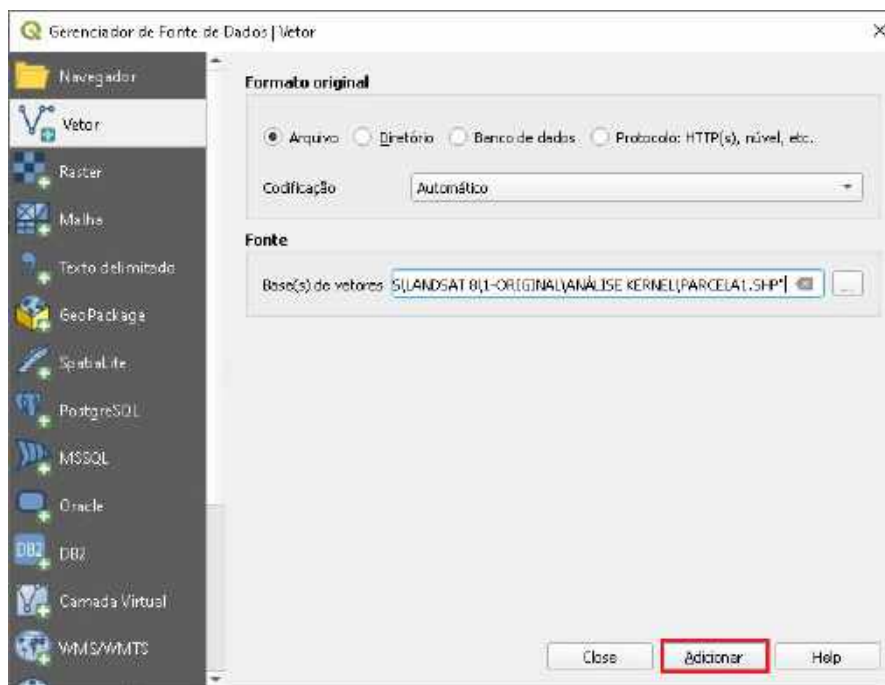 Gerenciador de Fonte de Dados | Vetor
Navegador
Vetor
Raster
Malha
Texto delimitado
GeoPackage
SpatiaLite
PostgreSQL
MSSQL
Oracle
DB2
DB2
Camada Virtual
WMS/WMTS
Formato original
Arquivo
Diretório
Banco de dados
Protocolo: HTTP(s), núvel, etc.
Codificação
Automático
Fonte
Base(s) de vetores
S\LANDSAT 8\1-ORIGINAL\ANÁLISE KERNEL\PARCELA1.SHP"
...
Close
Adicionar
Help